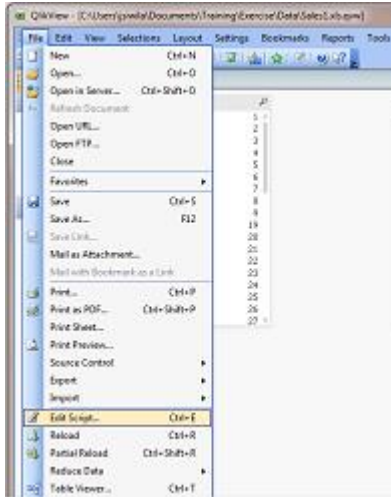 QlikView - [C:\Users\jswila\Documents\Training\Exercise\Data\Sales1.xls.qvw]
File Edit View Selections Layout Settings Bookmarks Reports Tools
New Ctrl+N
Open... Ctrl+O
Open in Server... Ctrl+Shift+O
Refresh Document
Open URL...
Open FTP...
Close
Favorites
Save Ctrl+S
Save As... F12
Save Link...
Mail as Attachment...
Mail with Bookmark as a Link
Print... Ctrl+P
Print as PDF... Ctrl+Shift+P
Print Sheet...
Print Preview...
Source Control
Export
Import
Edit Script... Ctrl+E
Reload Ctrl+R
Partial Reload Ctrl+Shift+R
Reduce Data
Table Viewer... Ctrl+T
1
2
3
4
5
6
7
8
9
19
20
21
22
23
24
25
26
27